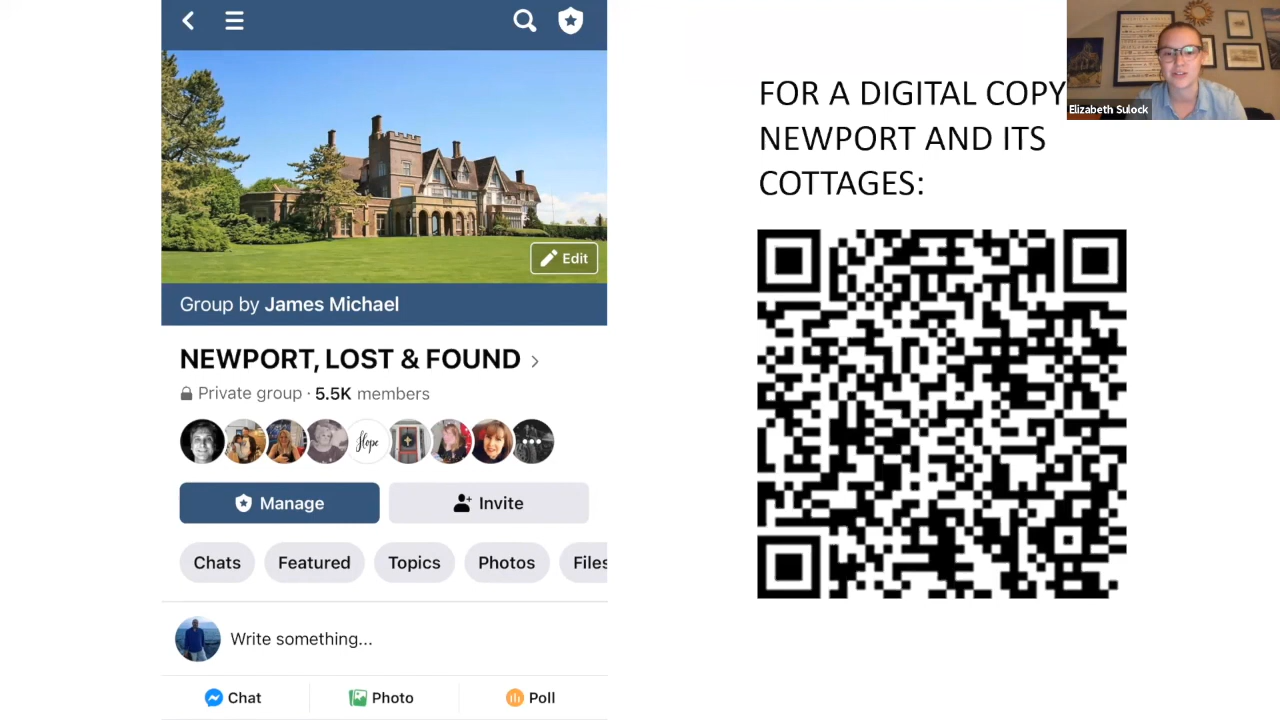 Edit
Group by James Michael
NEWPORT, LOST & FOUND
Private group · 5.5K members
Hope
Manage
Invite
Chats
Featured
Topics
Photos
Files
Write something...
Chat
Photo
Poll
FOR A DIGITAL COPY
NEWPORT AND ITS
COTTAGES:
Elizabeth Sulock